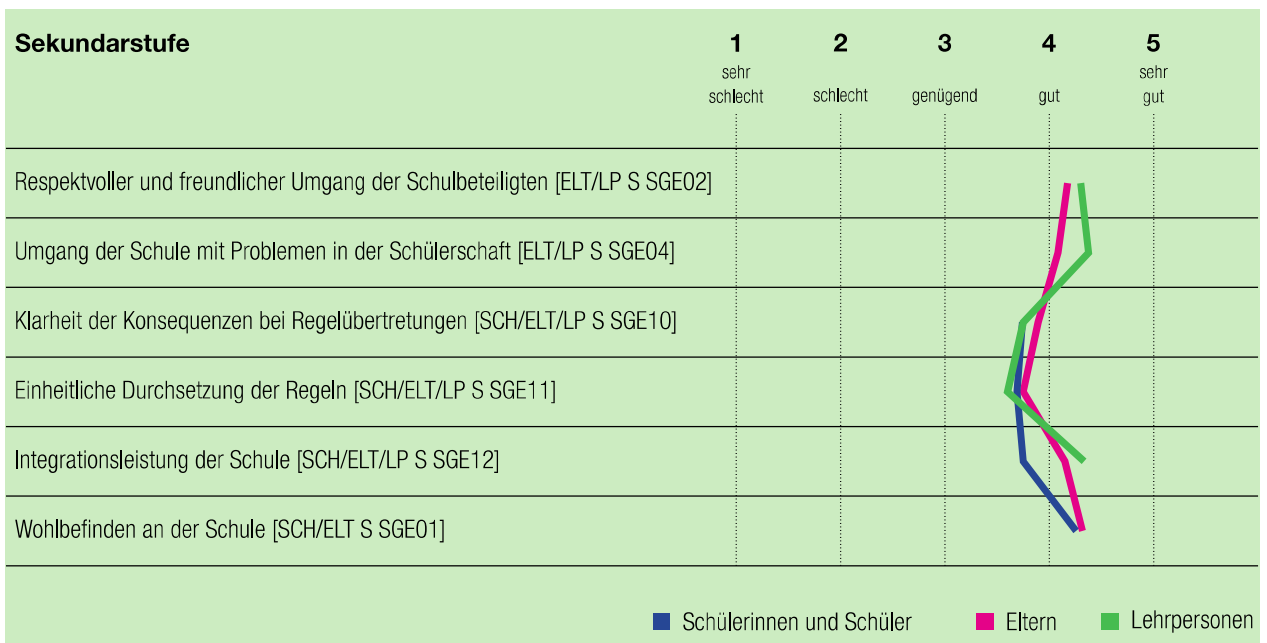 Sekundarstufe
1 2 3 4 5
sehr schlecht schlecht genügend gut sehr gut
Respektvoller und freundlicher Umgang der Schulbeteiligten [ELT/LP S SGE02]
Umgang der Schule mit Problemen in der Schülerschaft [ELT/LP S SGE04]
Klarheit der Konsequenzen bei Regelübertretungen [SCH/ELT/LP S SGE10]
Einheitliche Durchsetzung der Regeln [SCH/ELT/LP S SGE11]
Integrationsleistung der Schule [SCH/ELT/LP S SGE12]
Wohlbefinden an der Schule [SCH/ELT S SGE01]
Schülerinnen und Schüler Eltern Lehrpersonen